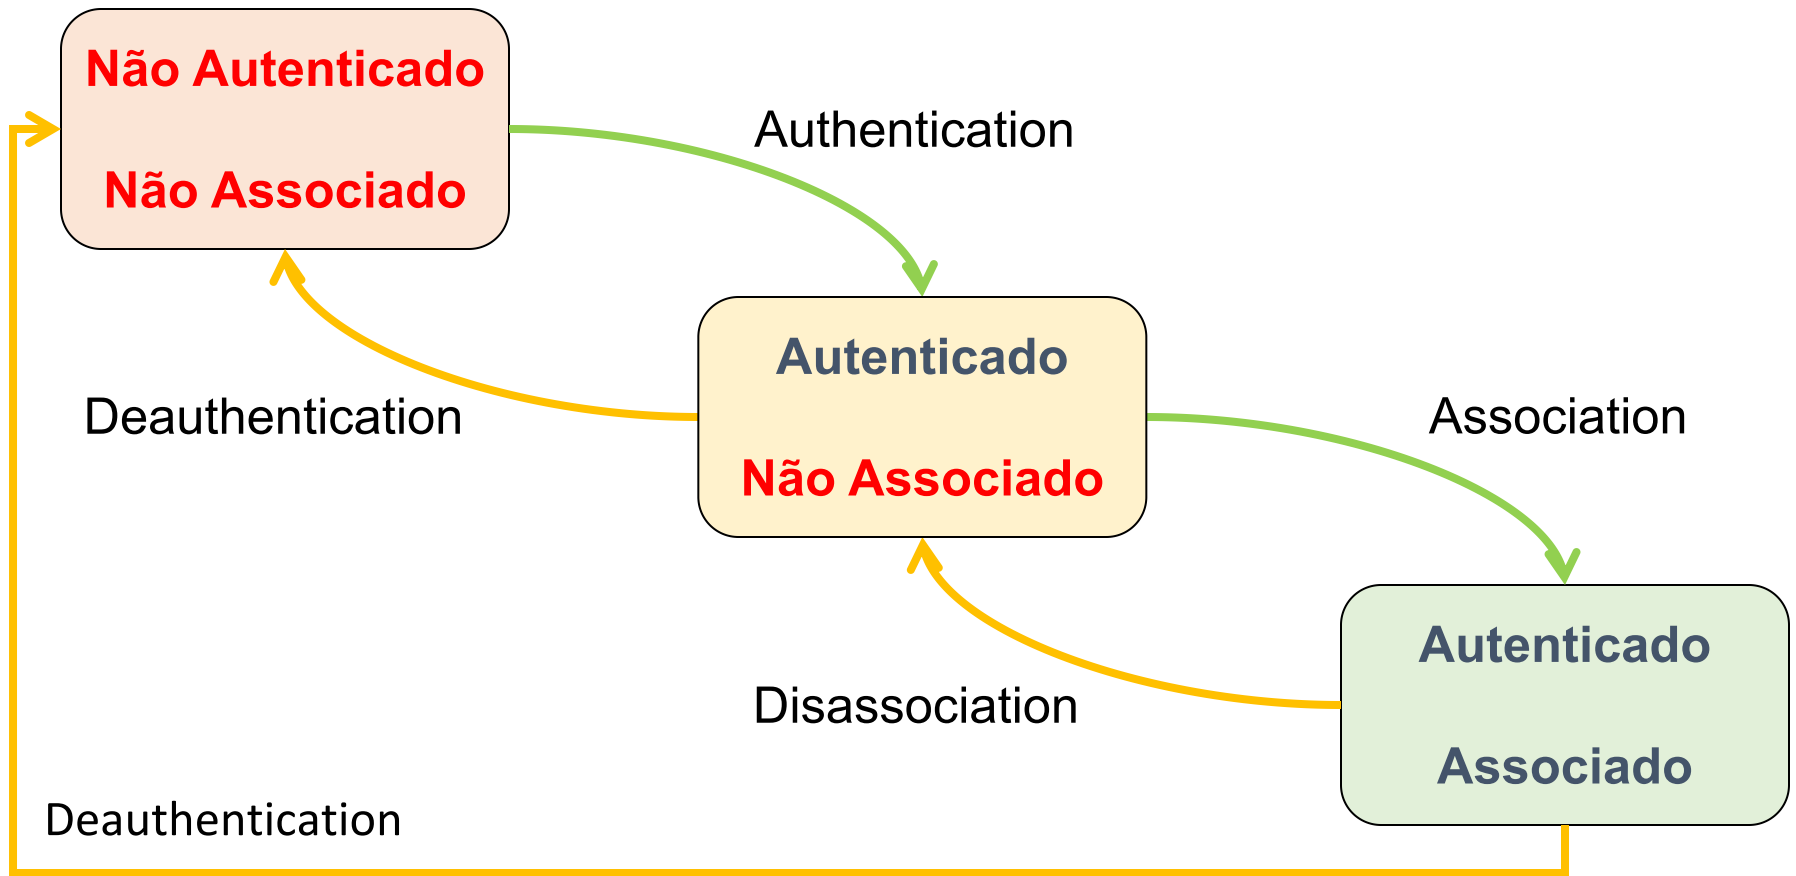 Não Autenticado
Não Associado
Authentication
Autenticado
Não Associado
Deauthentication
Association
Autenticado
Associado
Disassociation
Deauthentication